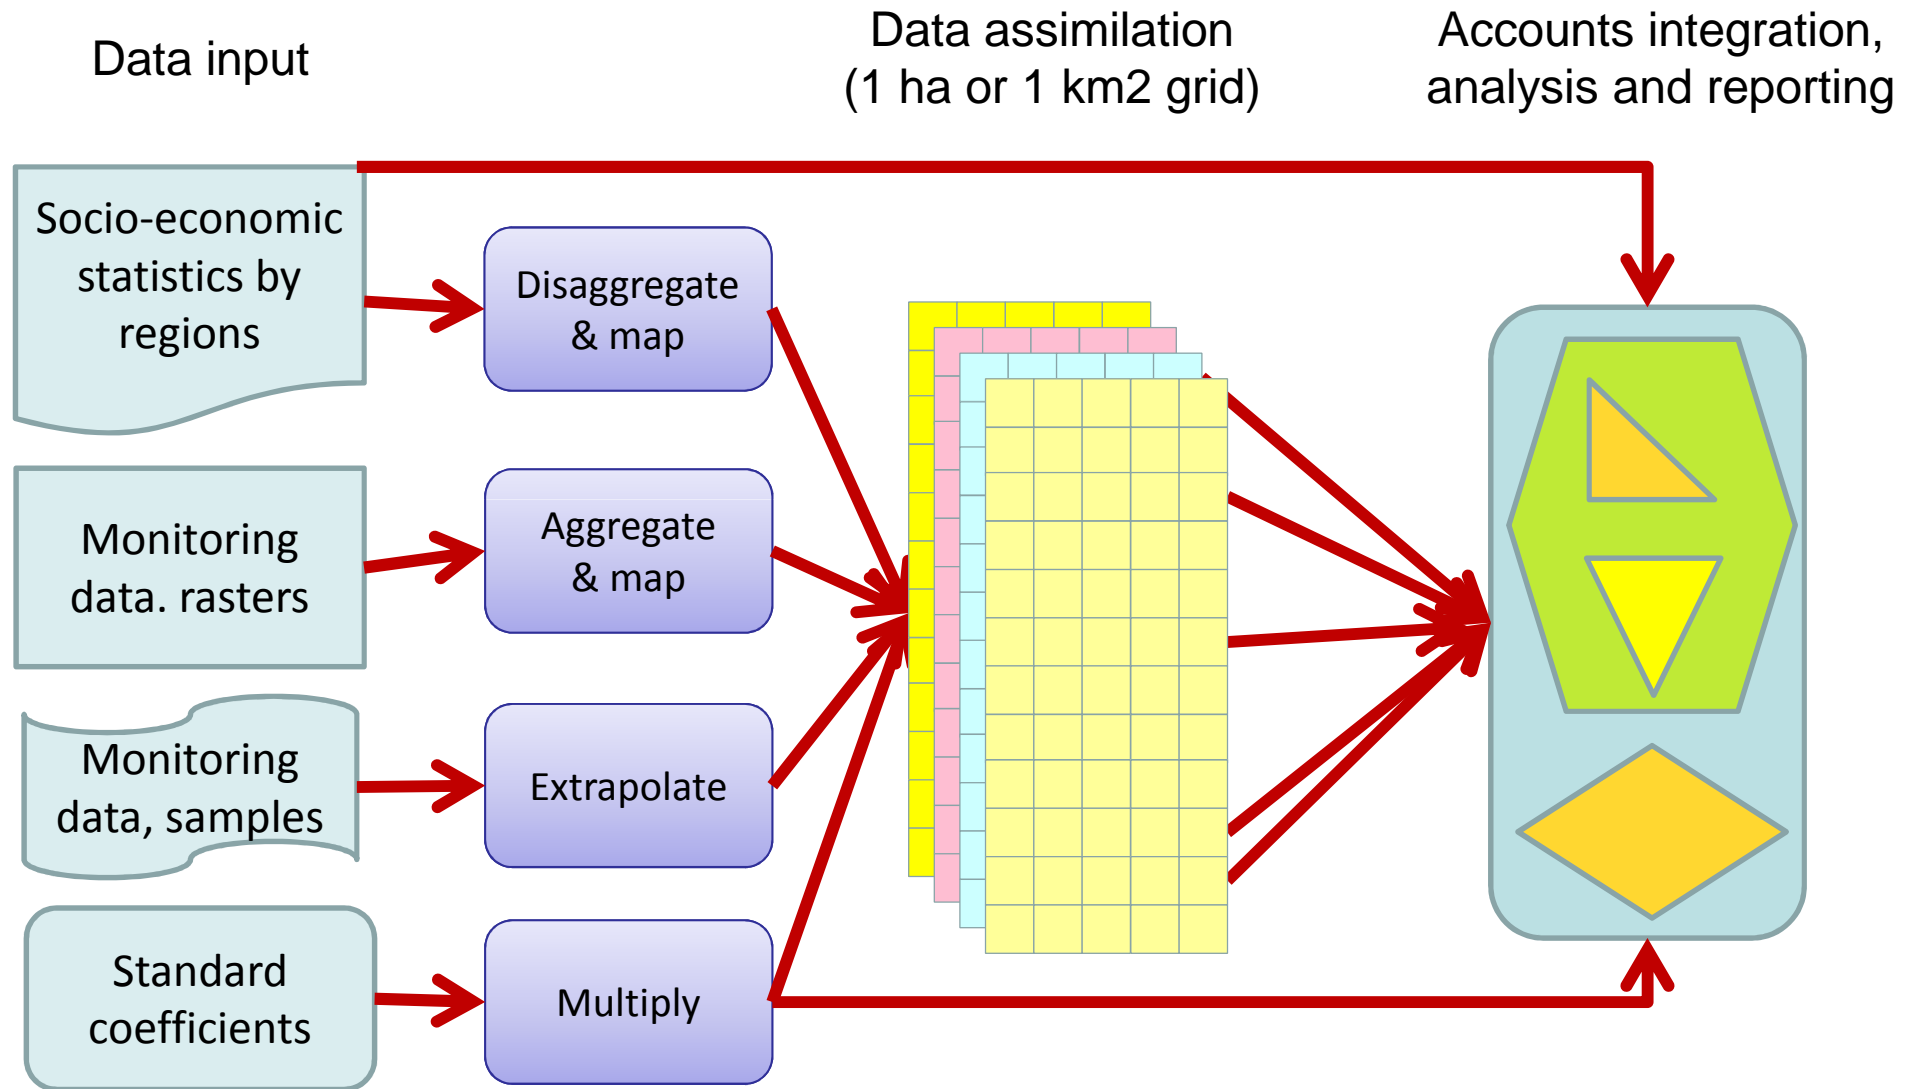 Data input
Data assimilation
(1 ha or 1 km2 grid)
Accounts integration,
analysis and reporting
Socio-economic
statistics by
regions
Disaggregate
& map
Monitoring
data. rasters
Aggregate
& map
Monitoring
data, samples
Extrapolate
Standard
coefficients
Multiply